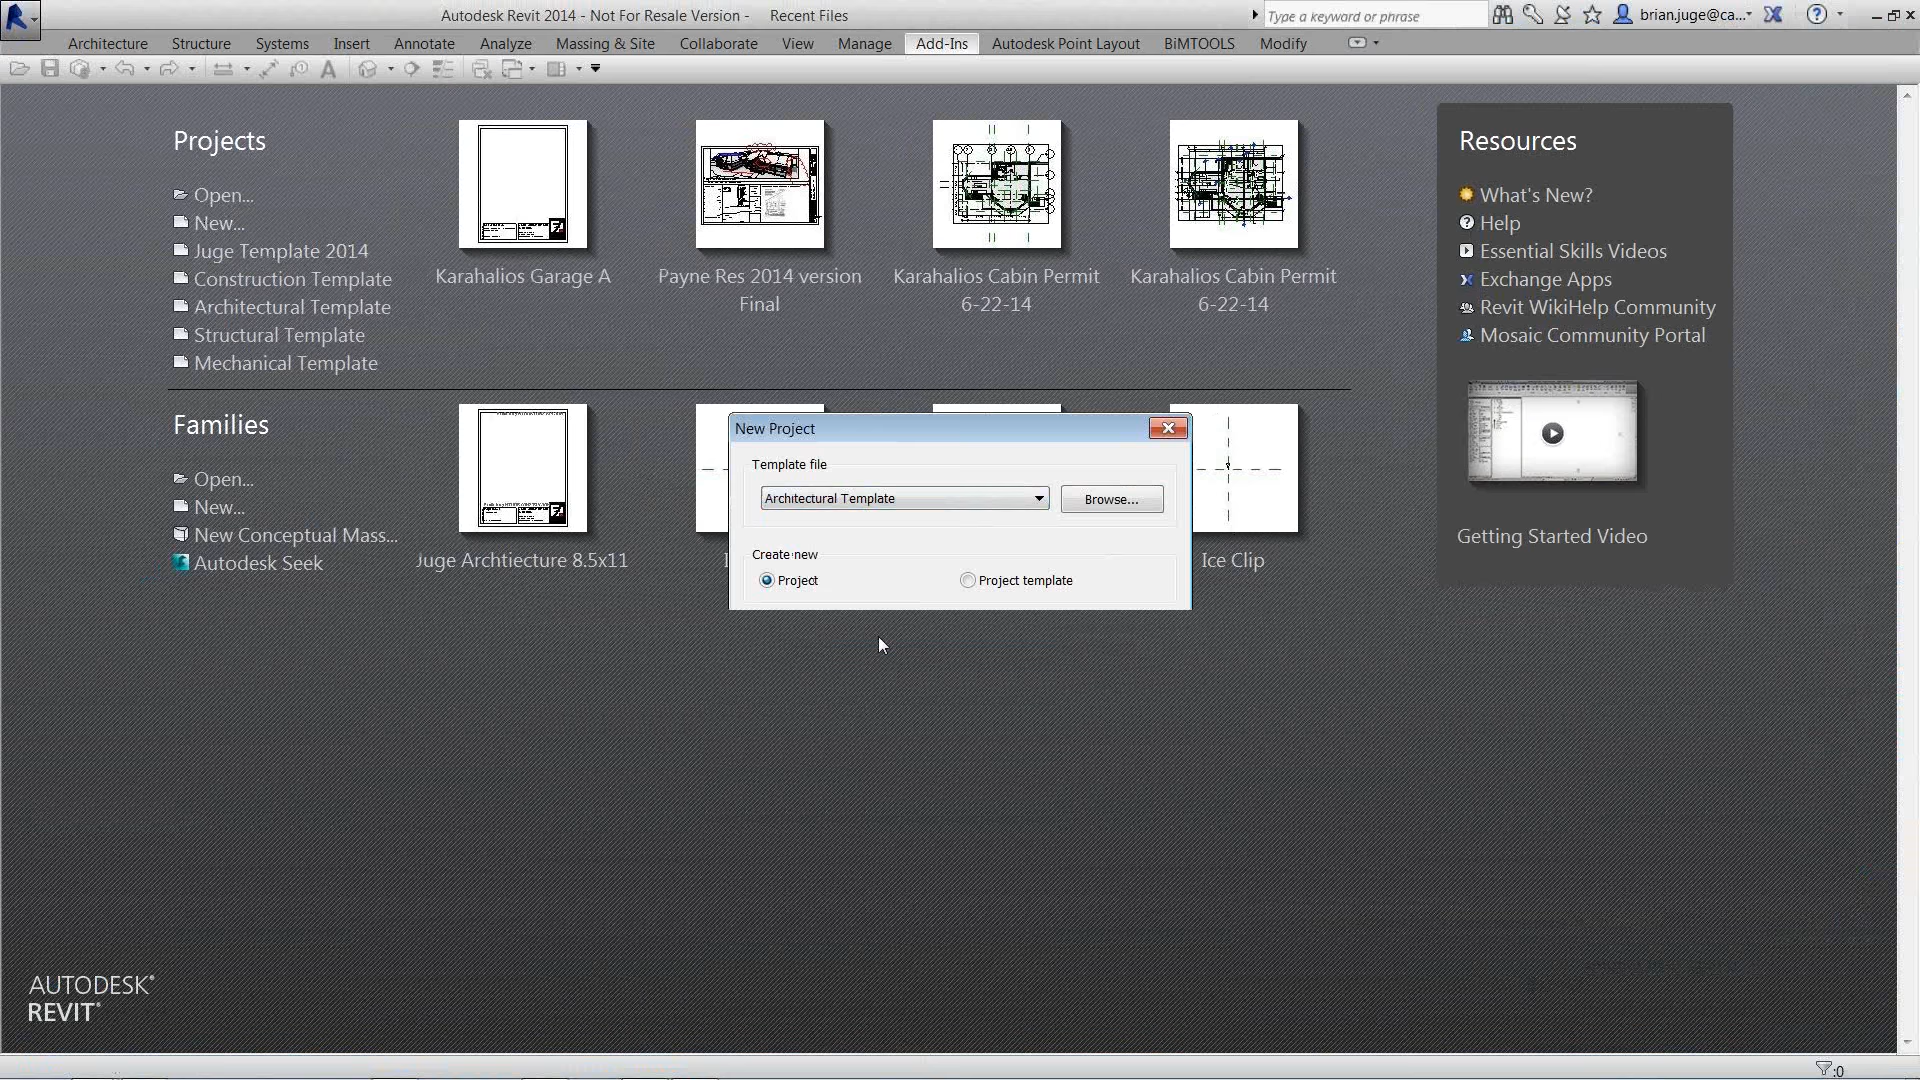 Autodesk Revit 2014 - Not For Resale Version - Recent Files
Type a keyword or phrase
brian.juge@ca...
Architecture Structure Systems Insert Annotate Analyze Massing & Site Collaborate View Manage Add-Ins Autodesk Point Layout BiMTOOLS Modify
Projects
Open...
New...
Juge Template 2014
Construction Template
Architectural Template
Structural Template
Mechanical Template
Karahalios Garage A
Payne Res 2014 version
Final
Karahalios Cabin Permit
6-22-14
Karahalios Cabin Permit
6-22-14
Resources
What's New?
Help
Essential Skills Videos
Exchange Apps
Revit WikiHelp Community
Mosaic Community Portal
Getting Started Video
Families
Open...
New...
New Conceptual Mass...
Autodesk Seek
Juge Archtiecture 8.5x11
Ice Clip
New Project
Template file
Architectural Template
Browse...
Create new
Project
Project template
AUTODESK®
REVIT®
:0